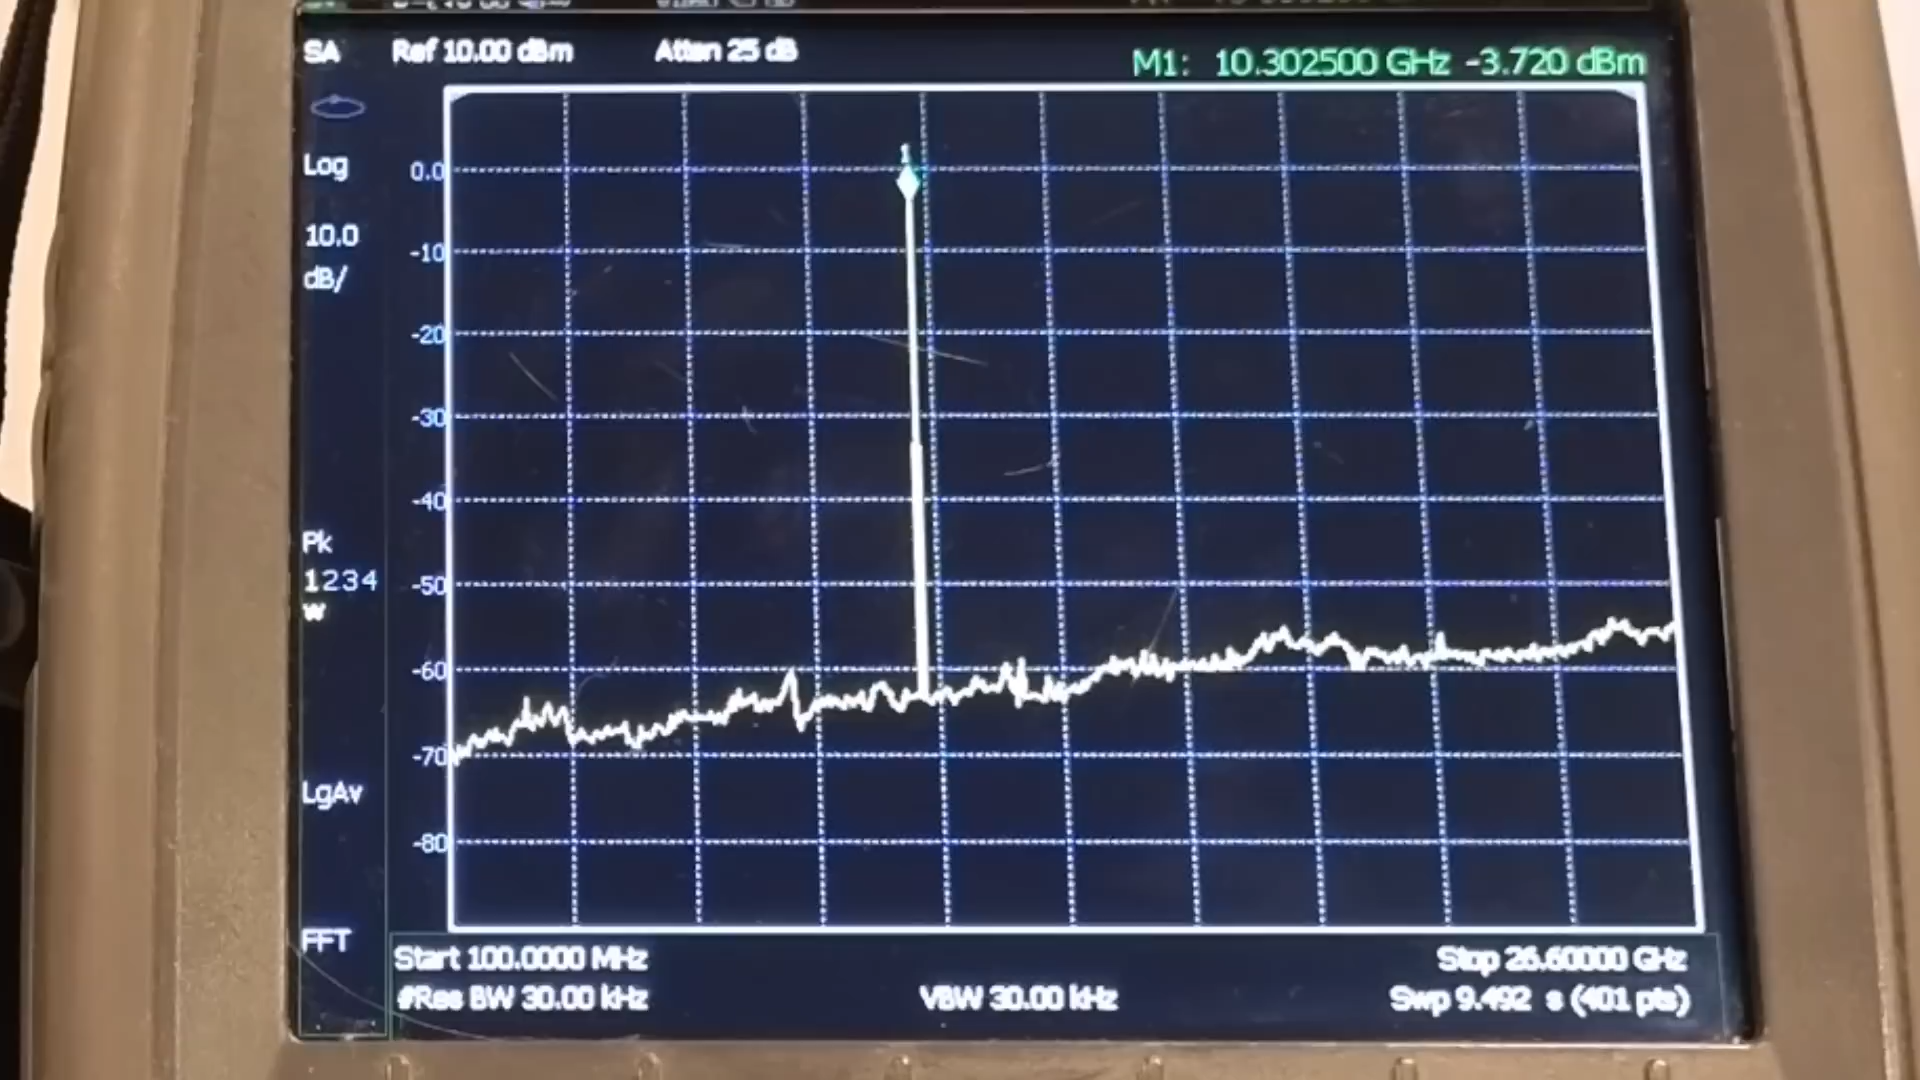 SA Ref 10.00 dBm Atten 25 dB M1: 10.302500 GHz -3.720 dBm
Log
10.0
dB/
Pk
1234
W
LgAv
FFT
1
0.0
-10
-20
-30
-40
-50
-60
-70
-80
Start 100.0000 MHz Stop 26.60000 GHz
#Res BW 30.00 kHz VBW 30.00 kHz Swp 9.492 s (401 pts)